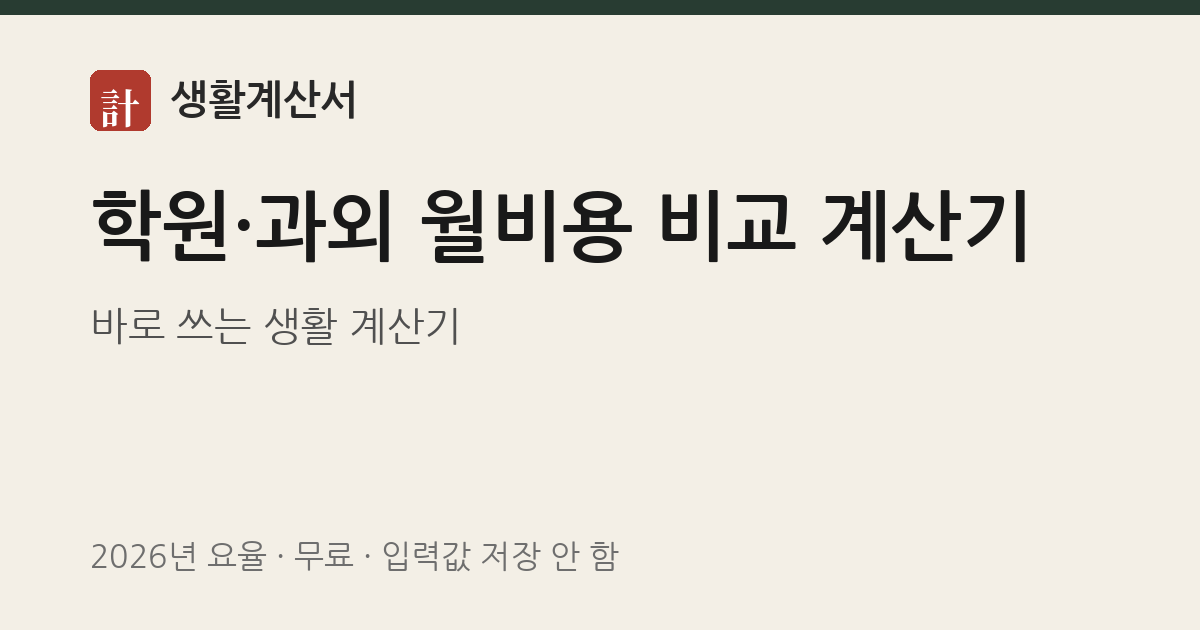 計 생활계산서
학원·과외 월비용 비교 계산기
바로 쓰는 생활 계산기
2026년 요율 · 무료 · 입력값 저장 안 함